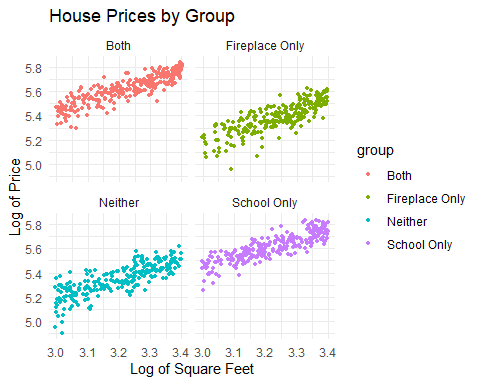 House Prices by Group
Both
Fireplace Only
5.8
5.6
5.4
5.2
5.0
Neither
School Only
5.8
5.6
5.4
5.2
5.0
3.0 3.1 3.2 3.3 3.4
3.0 3.1 3.2 3.3 3.4
Log of Square Feet
Log of Price
group
Both
Fireplace Only
Neither
School Only